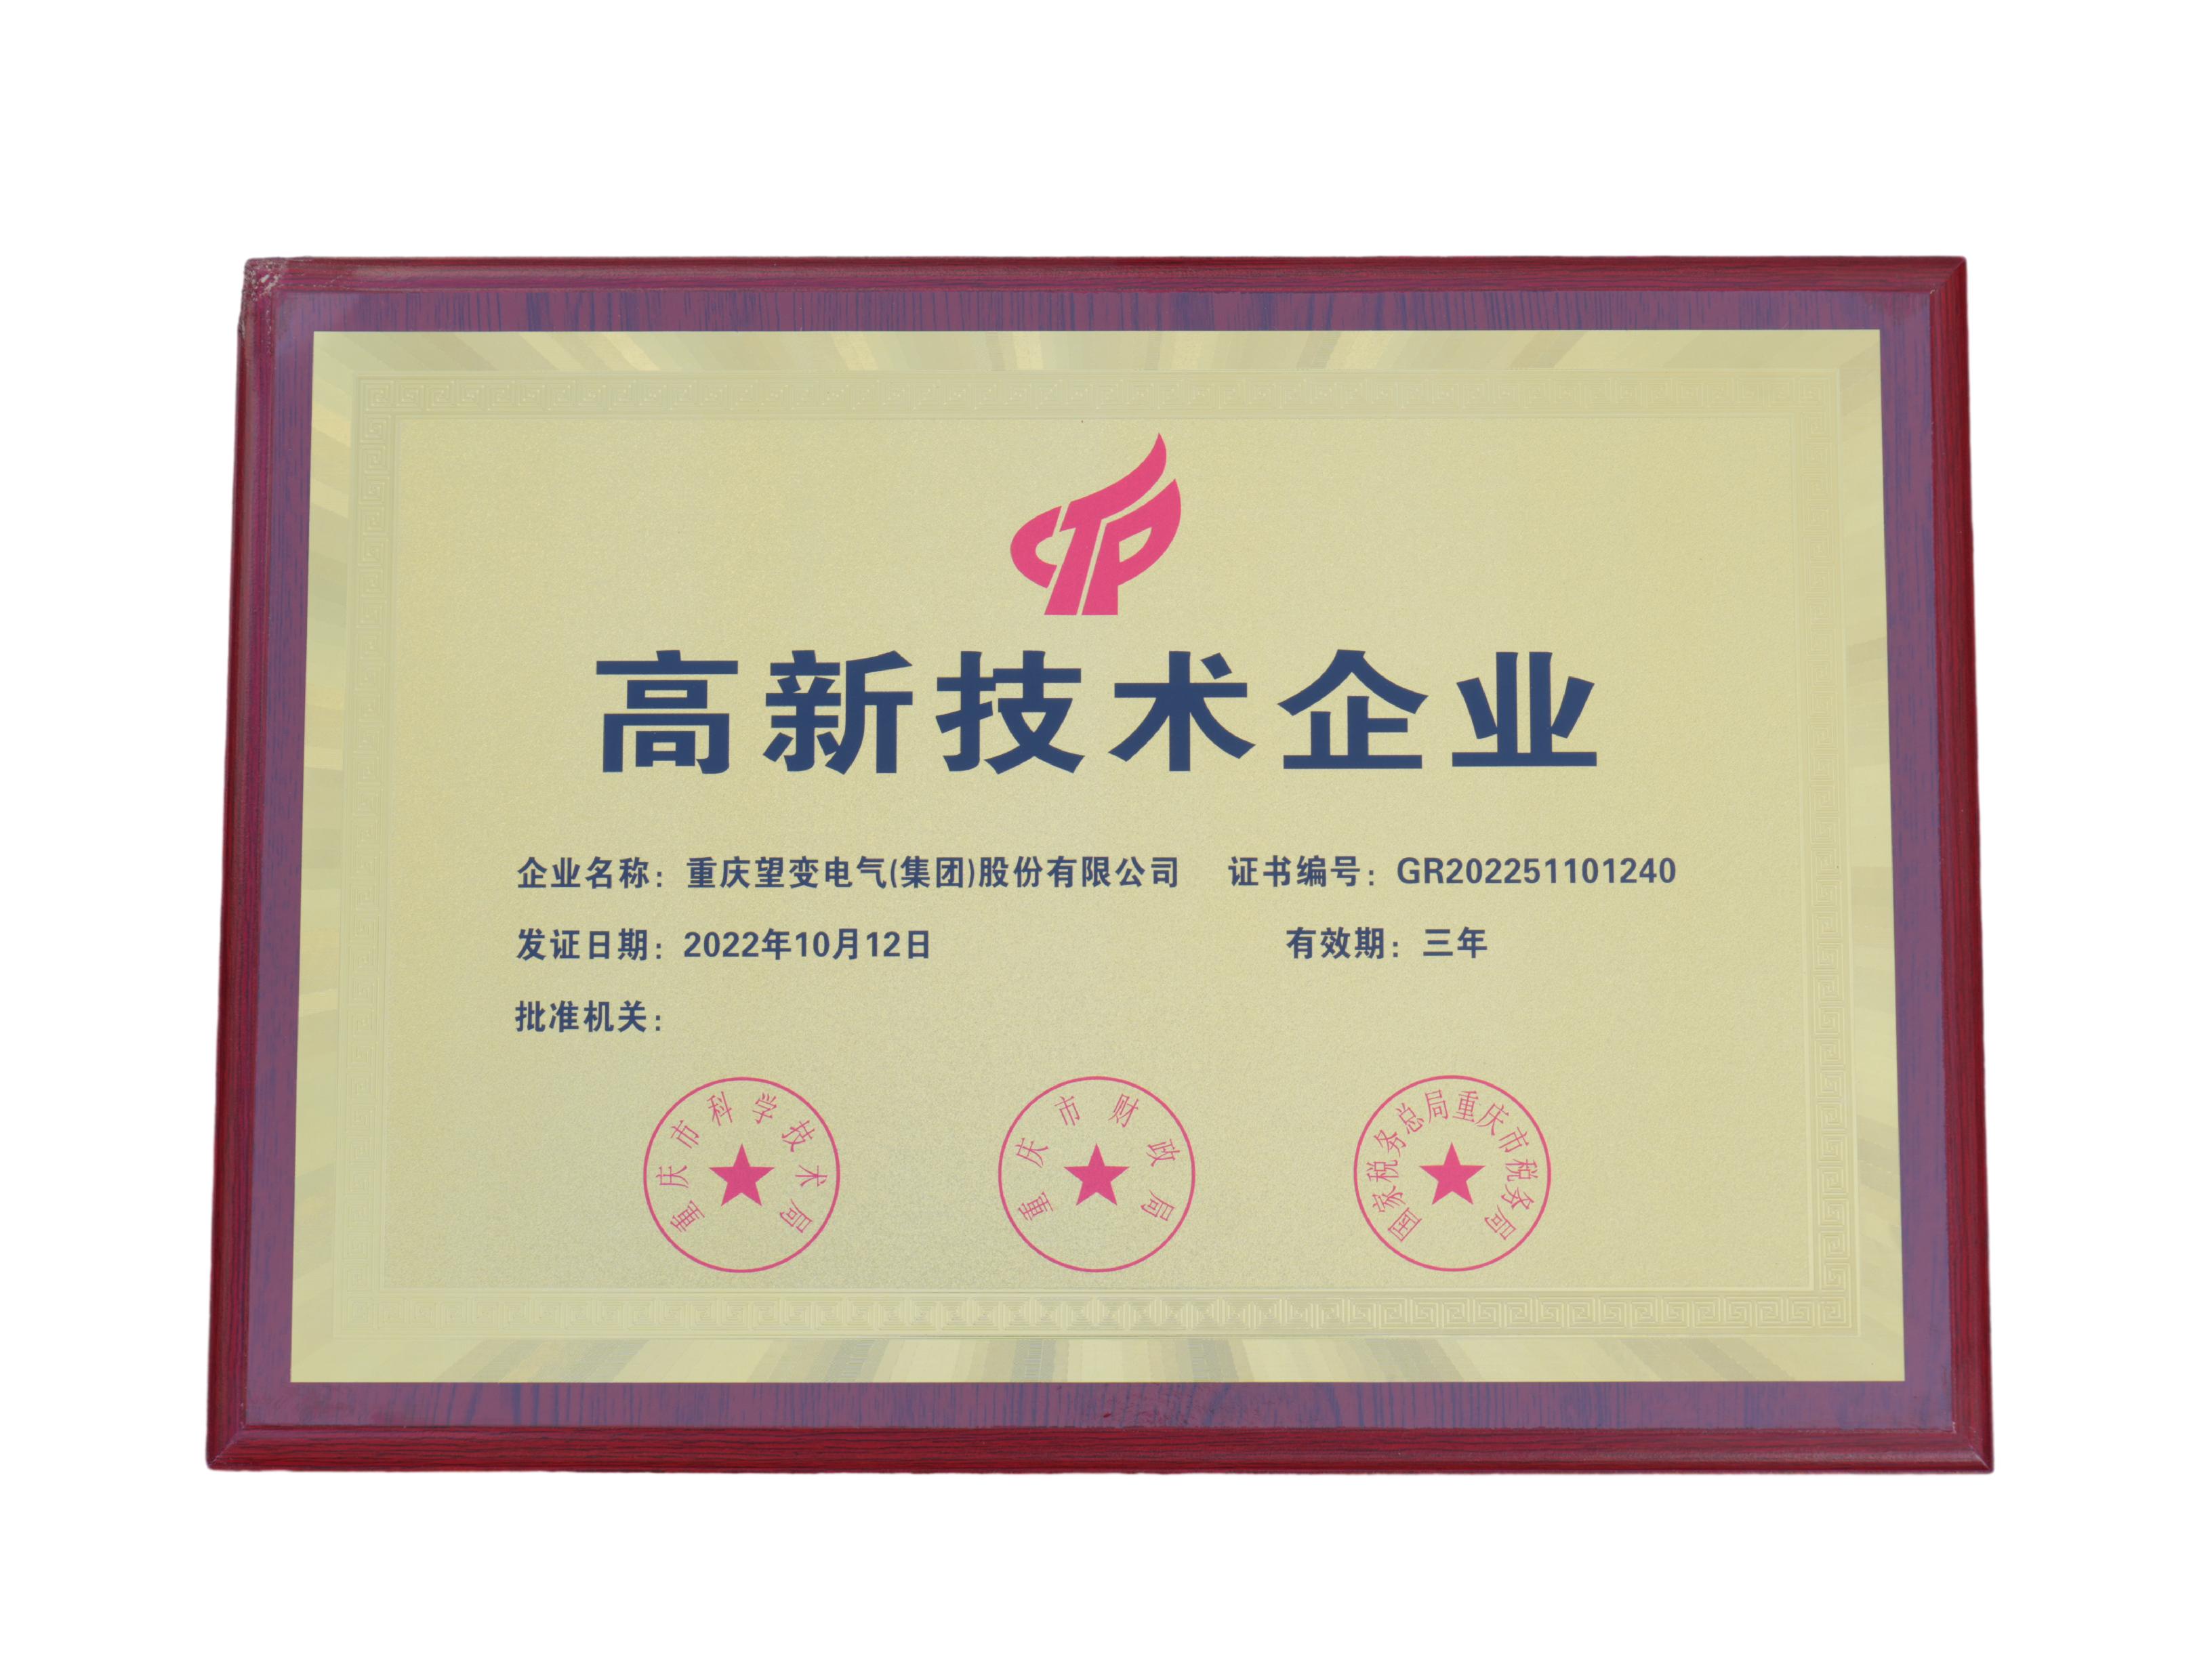 CTP
高新技术企业
企业名称：重庆望变电气(集团)股份有限公司 证书编号：GR202251101240
发证日期：2022年10月12日 有效期：三年
批准机关：
重庆市科学技术局
重庆市财政局
国家税务总局重庆市税务局